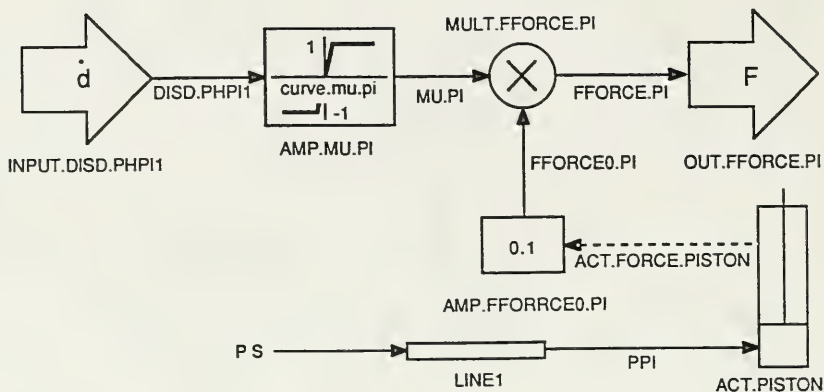 MULT.FFORCE.PI
1
ḋ
curve.mu.pi
-1
F
DISD.PHPI1
MU.PI
FFORCE.PI
INPUT.DISD.PHPI1
AMP.MU.PI
FFORCE0.PI
OUT.FFORCE.PI
0.1
ACT.FORCE.PISTON
AMP.FFORRCE0.PI
P S
LINE1
PPI
ACT.PISTON